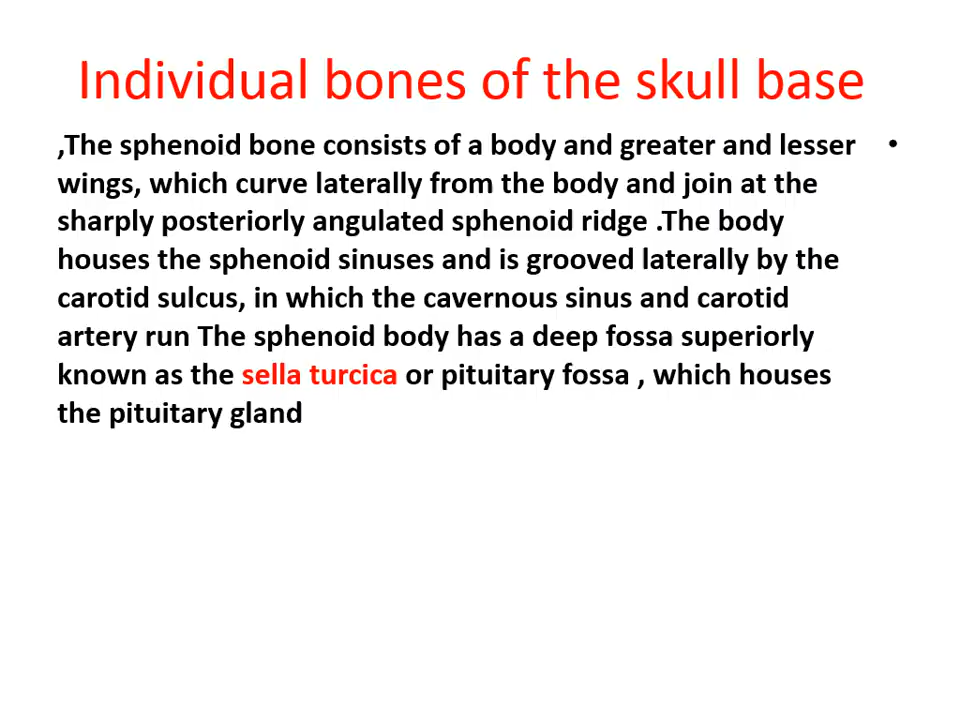 Individual bones of the skull base
,The sphenoid bone consists of a body and greater and lesser •
wings, which curve laterally from the body and join at the
sharply posteriorly angulated sphenoid ridge .The body
houses the sphenoid sinuses and is grooved laterally by the
carotid sulcus, in which the cavernous sinus and carotid
artery run The sphenoid body has a deep fossa superiorly
known as the sella turcica or pituitary fossa , which houses
the pituitary gland